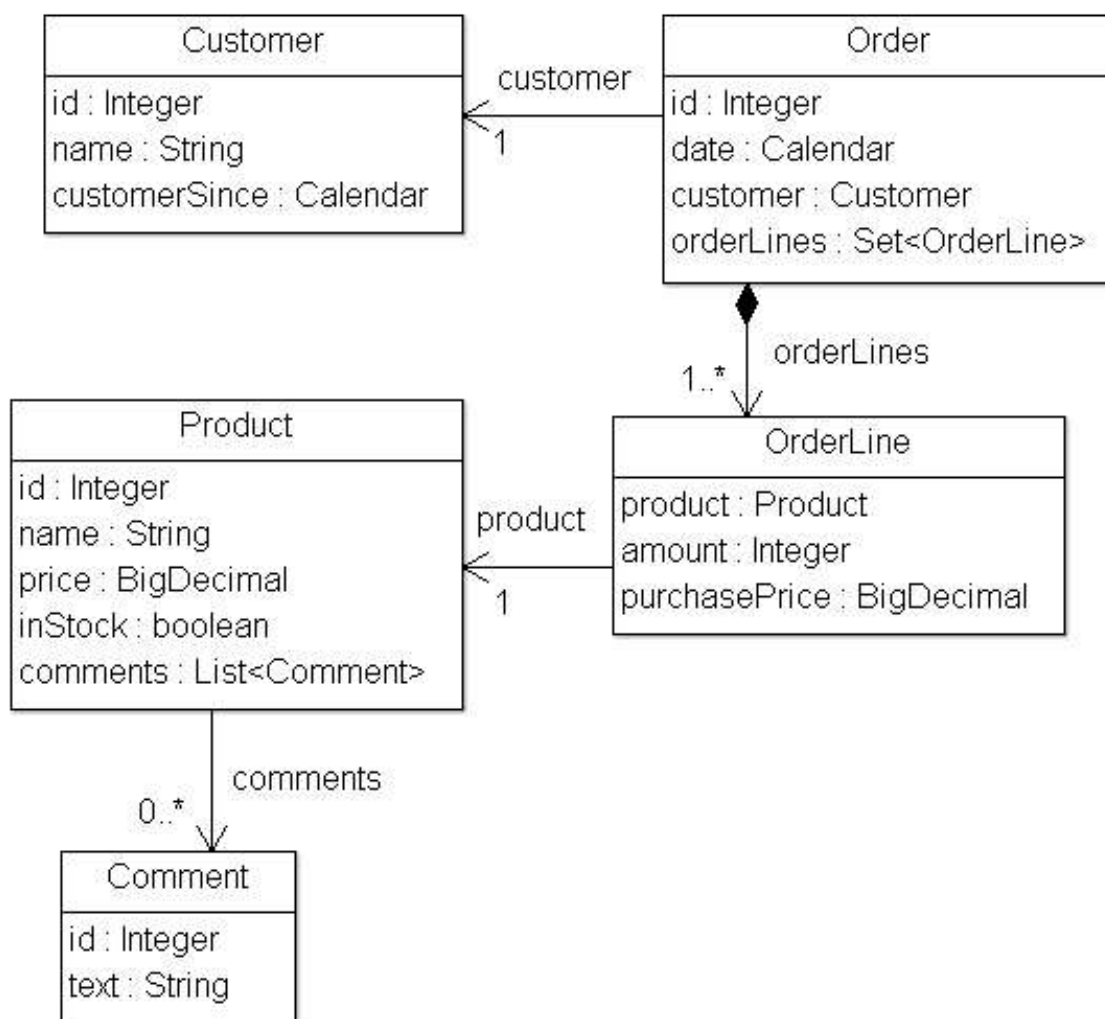 Customer
id : Integer
name : String
customerSince : Calendar
customer
1
Order
id : Integer
date : Calendar
customer : Customer
orderLines : Set<OrderLine>
orderLines
1..*
Product
id : Integer
name : String
price : BigDecimal
inStock : boolean
comments : List<Comment>
product
1
OrderLine
product : Product
amount : Integer
purchasePrice : BigDecimal
comments
0..*
Comment
id : Integer
text : String